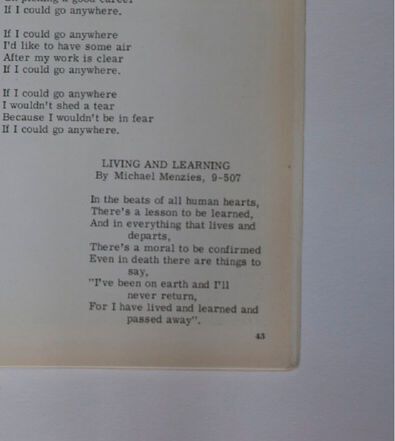 If I could go anywhere.
If I could go anywhere
I'd like to have some air
After my work is clear
If I could go anywhere.
If I could go anywhere
I wouldn't shed a tear
Because I wouldn't be in fear
If I could go anywhere.
LIVING AND LEARNING
By Michael Menzies, 9-507
In the beats of all human hearts,
There's a lesson to be learned,
And in everything that lives and
departs,
There's a moral to be confirmed
Even in death there are things to
say,
"I've been on earth and I'll
never return,
For I have lived and learned and
passed away".
43